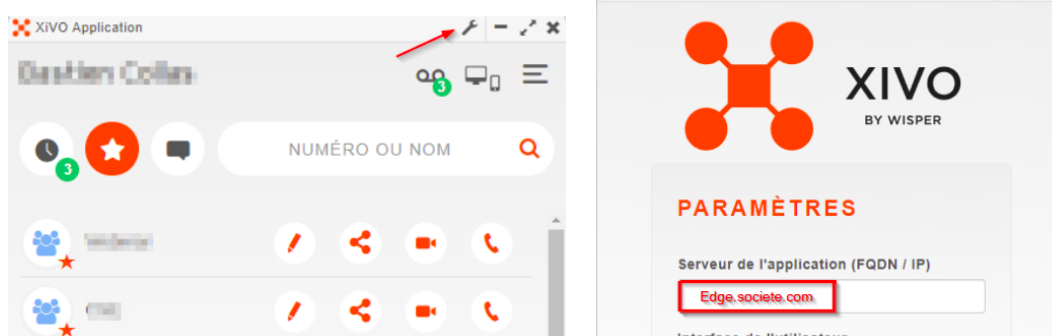 XiVO Application
3
3
NUMÉRO OU NOM
XIVO
BY WISPER
PARAMÈTRES
Serveur de l'application (FQDN / IP)
Edge.societe.com